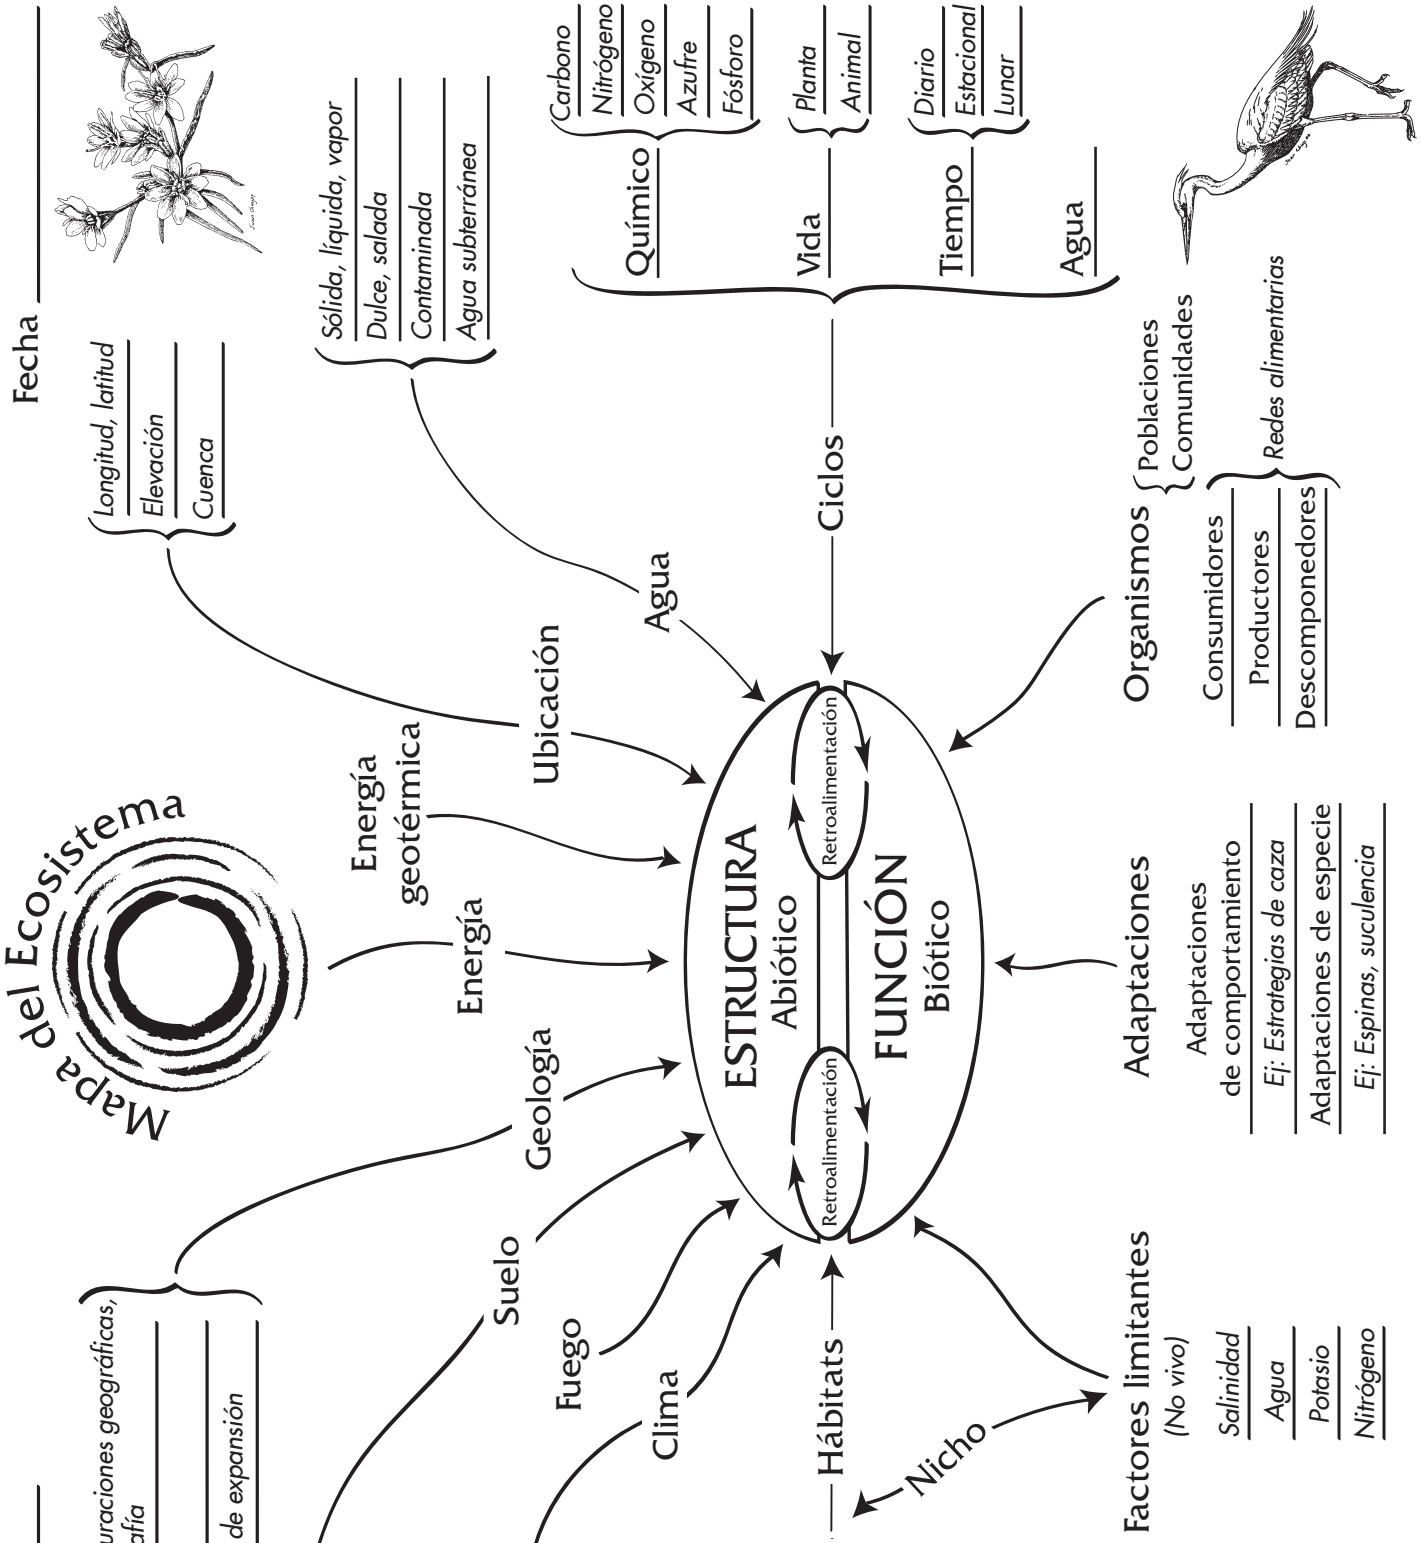 Mapa del Ecosistema
Fecha
uraciones geográficas,
afía
de expansión
Longitud, latitud
Elevación
Cuenca
Sólida, líquida, vapor
Dulce, salada
Contaminada
Agua subterránea
Energía
geotérmica
Energía
Geología
Suelo
Fuego
Clima
Ubicación
Agua
ESTRUCTURA
Abiótico
Retroalimentación
Retroalimentación
FUNCIÓN
Biótico
Hábitats
Ciclos
Químico
Carbono
Nitrógeno
Oxígeno
Azufre
Fósforo
Vida
Planta
Animal
Tiempo
Diario
Estacional
Lunar
Agua
Nicho
Factores limitantes
(No vivo)
Salinidad
Agua
Potasio
Nitrógeno
Adaptaciones
Adaptaciones
de comportamiento
Ej: Estrategias de caza
Adaptaciones de especie
Ej: Espinas, suculencia
Organismos
Poblaciones
Comunidades
Consumidores
Productores
Descomponedores
Redes alimentarias